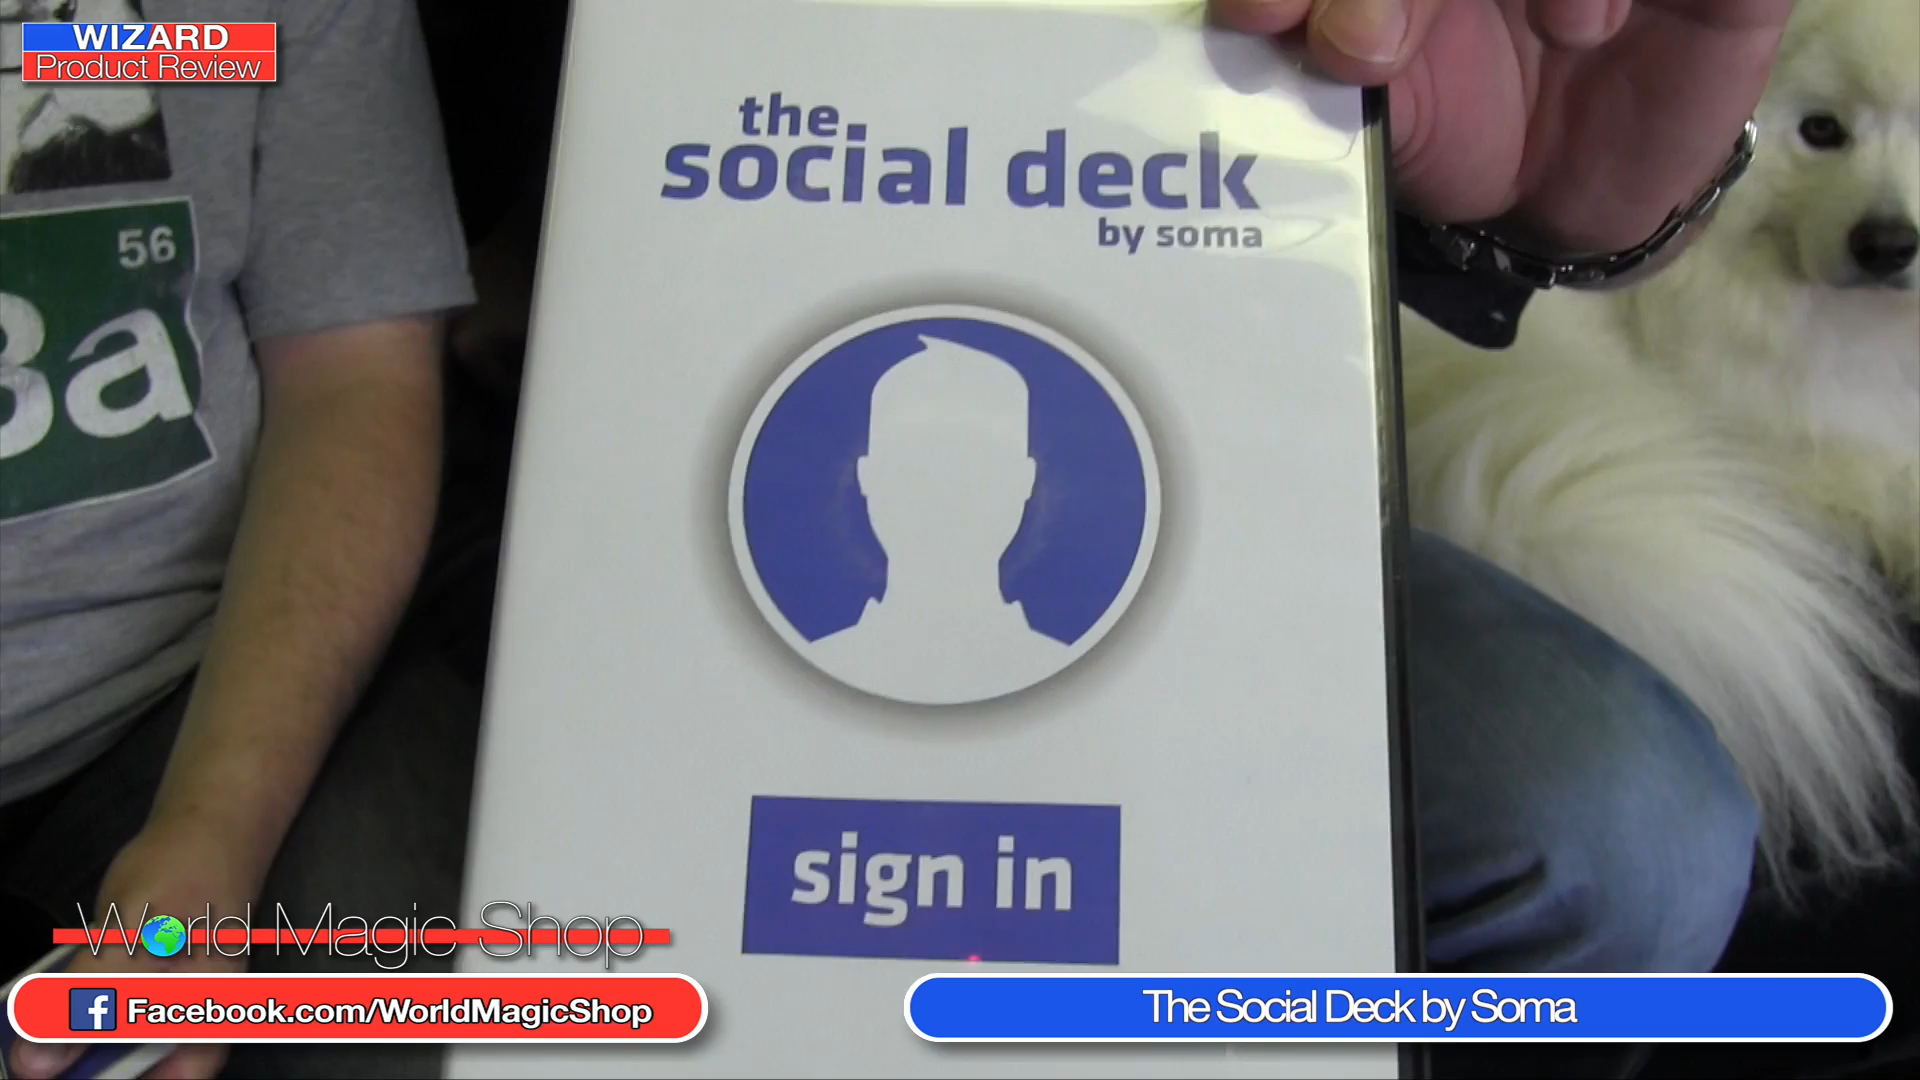 WIZARD
Product Review
the
social deck
by soma
56
Ba
sign in
World Magic Shop
Facebook.com/WorldMagicShop
The Social Deck by Soma